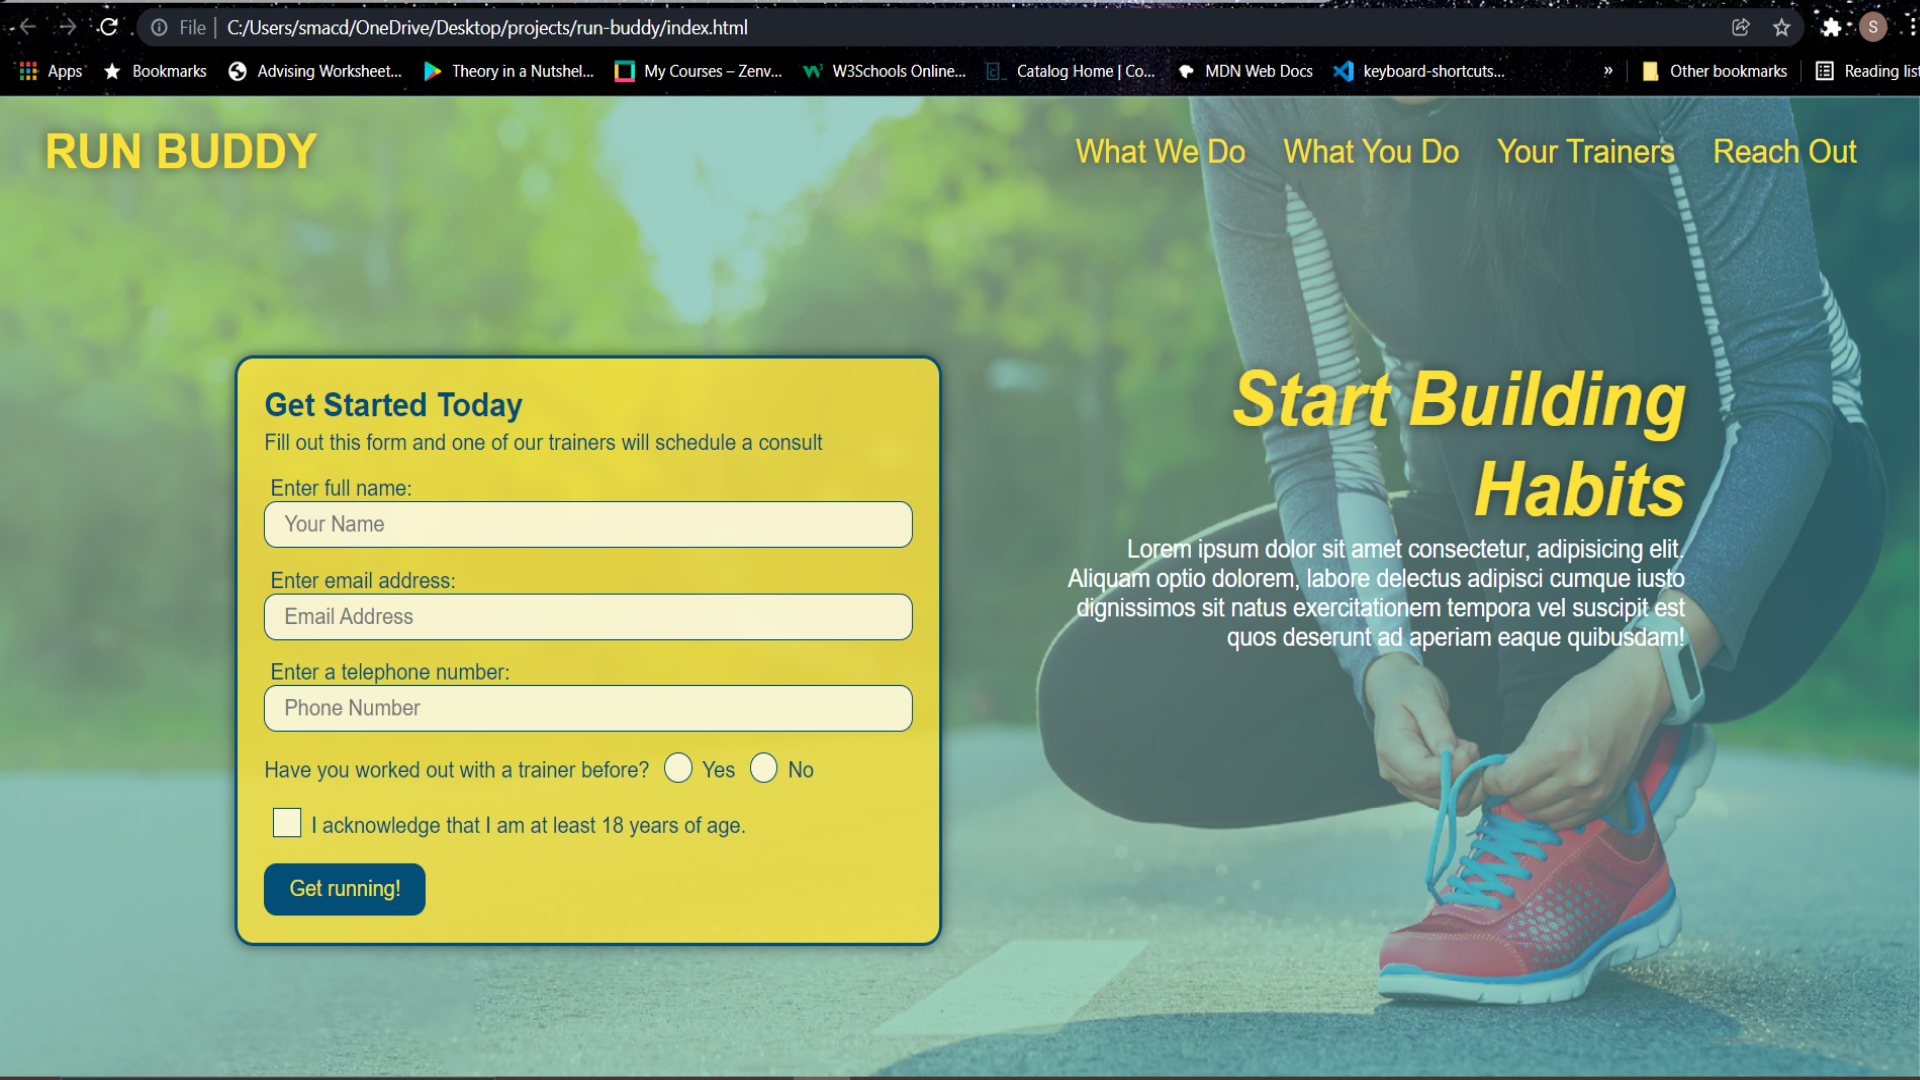 File | C:/Users/smacd/OneDrive/Desktop/projects/run-buddy/index.html
S
Apps Bookmarks Advising Worksheet... Theory in a Nutshel... My Courses – Zenv... W3Schools Online... Catalog Home | Co... MDN Web Docs keyboard-shortcuts... » Other bookmarks Reading list
RUN BUDDY
What We Do What You Do Your Trainers Reach Out
Get Started Today
Fill out this form and one of our trainers will schedule a consult
Enter full name:
Your Name
Enter email address:
Email Address
Enter a telephone number:
Phone Number
Have you worked out with a trainer before? Yes No
I acknowledge that I am at least 18 years of age.
Get running!
Start Building
Habits
Lorem ipsum dolor sit amet consectetur, adipisicing elit.
Aliquam optio dolorem, labore delectus adipisci cumque iusto
dignissimos sit natus exercitationem tempora vel suscipit est
quos deserunt ad aperiam eaque quibusdam!